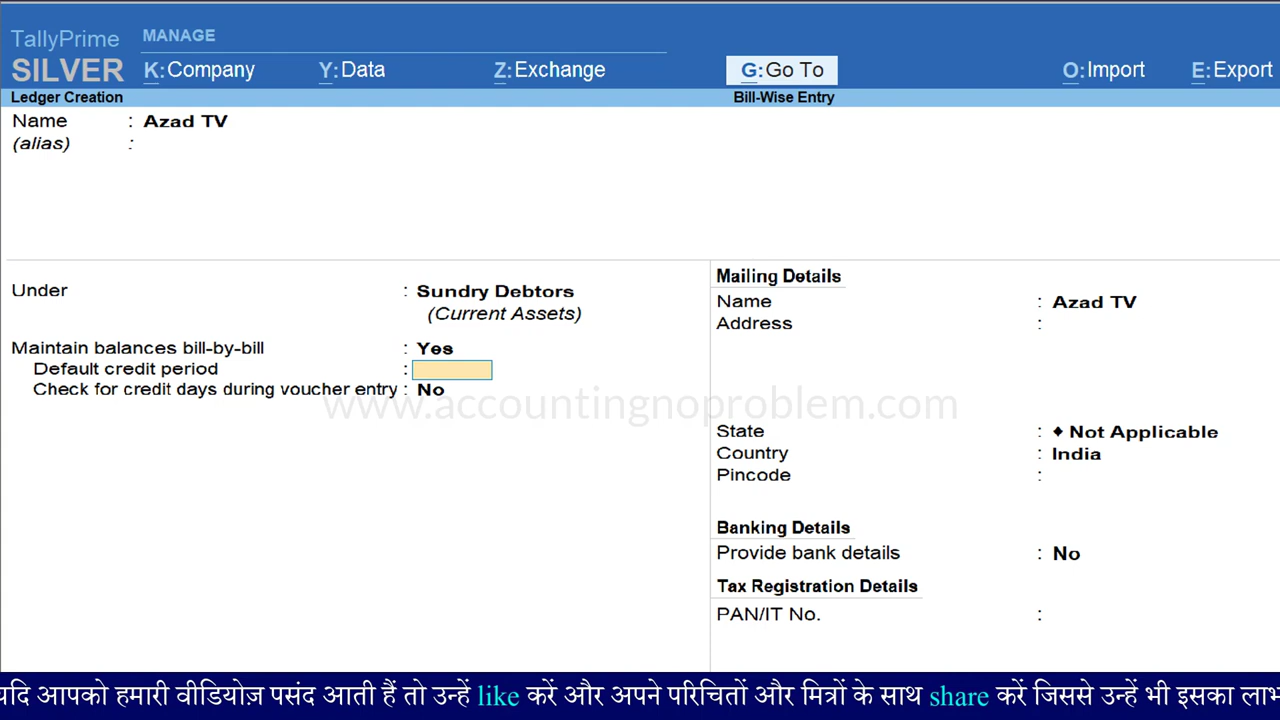 TallyPrime MANAGE
SILVER K:Company Y:Data Z:Exchange G:Go To O:Import E:Export
Ledger Creation Bill-Wise Entry
Name : Azad TV
(alias) :
Under : Sundry Debtors
(Current Assets)
Maintain balances bill-by-bill : Yes
Default credit period :
Check for credit days during voucher entry : No
Mailing Details
Name : Azad TV
Address :
State : ♦ Not Applicable
Country : India
Pincode :
Banking Details
Provide bank details : No
Tax Registration Details
PAN/IT No. :
www.accountingnoproblem.com
यदि आपको हमारी वीडियोज़ पसंद आती हैं तो उन्हें like करें और अपने परिचितों और मित्रों के साथ share करें जिससे उन्हें भी इसका लाभ